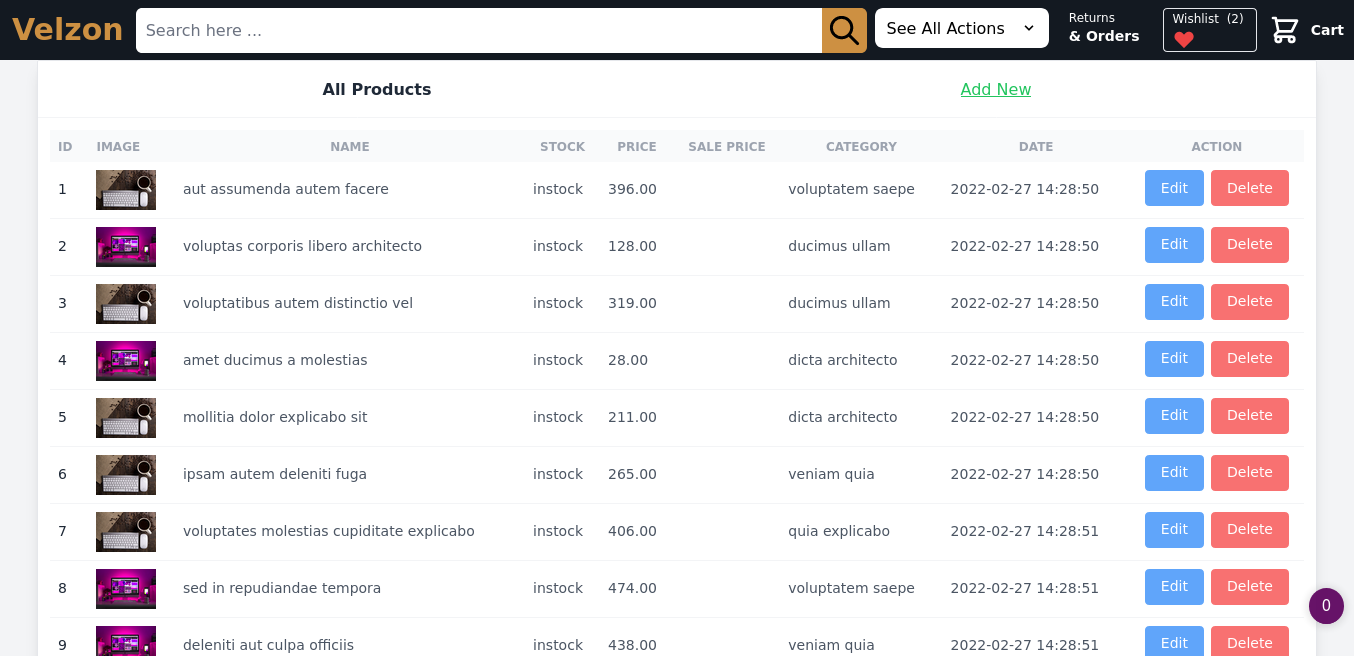 Velzon Search here ... See All Actions Returns & Orders Wishlist (2) Cart
All Products Add New
ID IMAGE NAME STOCK PRICE SALE PRICE CATEGORY DATE ACTION
1 aut assumenda autem facere instock 396.00 voluptatem saepe 2022-02-27 14:28:50 Edit Delete
2 voluptas corporis libero architecto instock 128.00 ducimus ullam 2022-02-27 14:28:50 Edit Delete
3 voluptatibus autem distinctio vel instock 319.00 ducimus ullam 2022-02-27 14:28:50 Edit Delete
4 amet ducimus a molestias instock 28.00 dicta architecto 2022-02-27 14:28:50 Edit Delete
5 mollitia dolor explicabo sit instock 211.00 dicta architecto 2022-02-27 14:28:50 Edit Delete
6 ipsam autem deleniti fuga instock 265.00 veniam quia 2022-02-27 14:28:50 Edit Delete
7 voluptates molestias cupiditate explicabo instock 406.00 quia explicabo 2022-02-27 14:28:51 Edit Delete
8 sed in repudiandae tempora instock 474.00 voluptatem saepe 2022-02-27 14:28:51 Edit Delete
0
9 deleniti aut culpa officiis instock 438.00 veniam quia 2022-02-27 14:28:51 Edit Delete